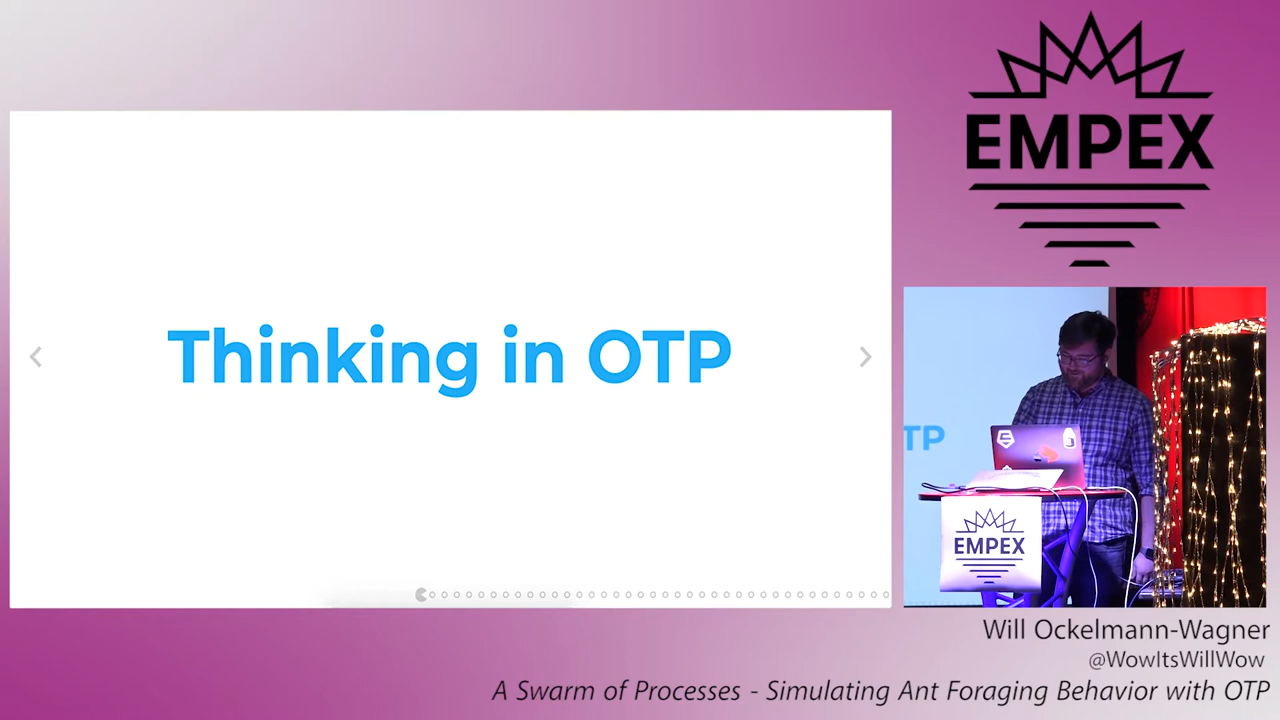 EMPEX
Thinking in OTP
TP
EMPEX
Will Ockelmann-Wagner
@WowItsWillWow
A Swarm of Processes - Simulating Ant Foraging Behavior with OTP